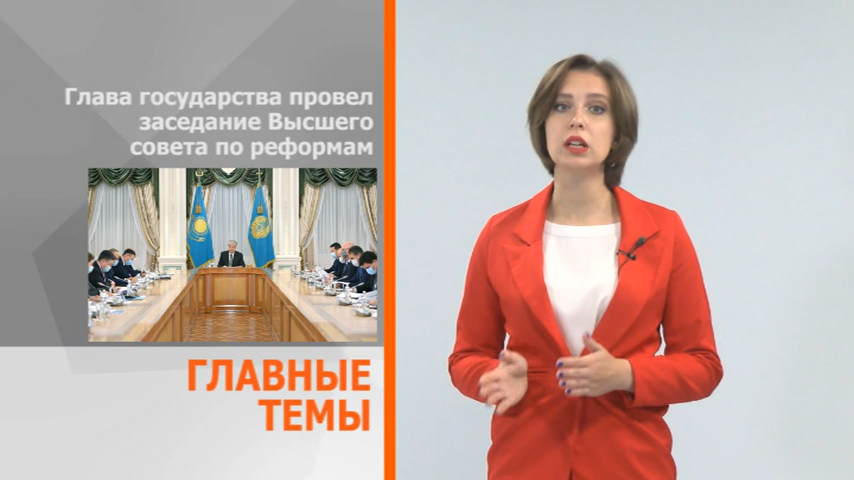 Глава государства провел
заседание Высшего
совета по реформам
ГЛАВНЫЕ
ТЕМЫ